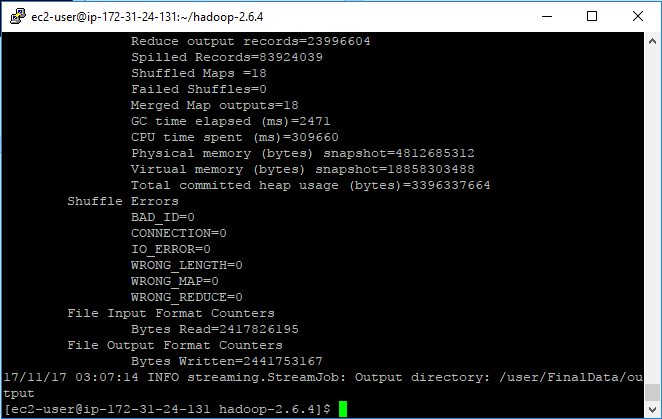 ec2-user@ip-172-31-24-131:~/hadoop-2.6.4
Reduce output records=23996604
Spilled Records=83924039
Shuffled Maps =18
Failed Shuffles=0
Merged Map outputs=18
GC time elapsed (ms)=2471
CPU time spent (ms)=309660
Physical memory (bytes) snapshot=4812685312
Virtual memory (bytes) snapshot=18858303488
Total committed heap usage (bytes)=3396337664
Shuffle Errors
BAD_ID=0
CONNECTION=0
IO_ERROR=0
WRONG_LENGTH=0
WRONG_MAP=0
WRONG_REDUCE=0
File Input Format Counters
Bytes Read=2417826195
File Output Format Counters
Bytes Written=2441753167
17/11/17 03:07:14 INFO streaming.StreamJob: Output directory: /user/FinalData/ou
tput
[ec2-user@ip-172-31-24-131 hadoop-2.6.4]$